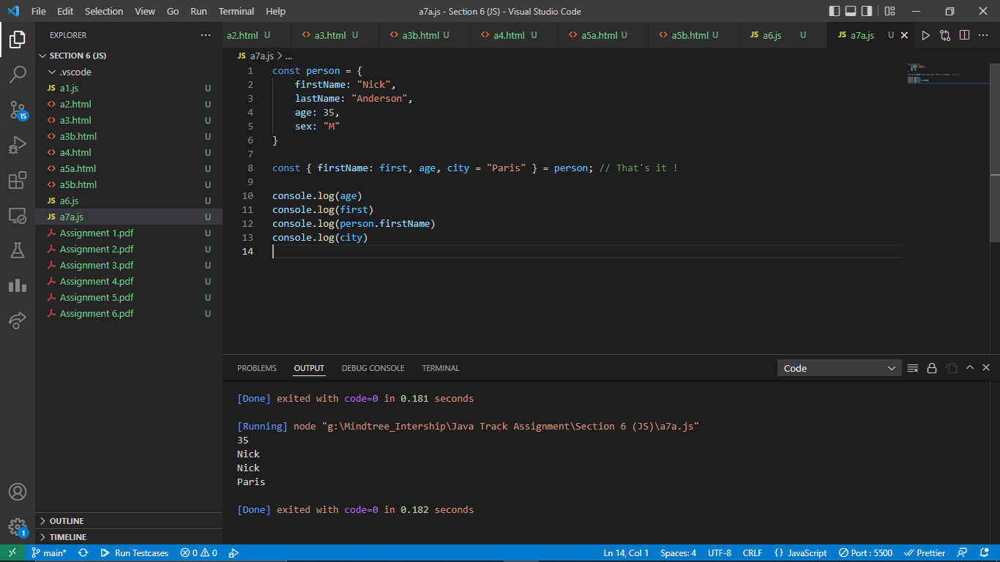 File Edit Selection View Go Run Terminal Help a7a.js - Section 6 (JS) - Visual Studio Code
EXPLORER
SECTION 6 (JS)
.vscode
JS a1.js U
a2.html U
a3.html U
a3b.html U
a4.html U
a5a.html U
a5b.html U
JS a6.js U
JS a7a.js U
Assignment 1.pdf U
Assignment 2.pdf U
Assignment 3.pdf U
Assignment 4.pdf U
Assignment 5.pdf U
Assignment 6.pdf U
OUTLINE
TIMELINE
15
1
a2.html U a3.html U a3b.html U a4.html U a5a.html U a5b.html U JS a6.js U JS a7a.js U
JS a7a.js > ...
1 const person = {
2 firstName: "Nick",
3 lastName: "Anderson",
4 age: 35,
5 sex: "M"
6 }
7
8 const { firstName: first, age, city = "Paris" } = person; // That's it !
9
10 console.log(age)
11 console.log(first)
12 console.log(person.firstName)
13 console.log(city)
14
PROBLEMS OUTPUT DEBUG CONSOLE TERMINAL Code
[Done] exited with code=0 in 0.181 seconds
[Running] node "g:\Mindtree_Intership\Java Track Assignment\Section 6 (JS)\a7a.js"
35
Nick
Nick
Paris
[Done] exited with code=0 in 0.182 seconds
main* Run Testcases 0 0 Ln 14, Col 1 Spaces: 4 UTF-8 CRLF {} JavaScript Port : 5500 Prettier